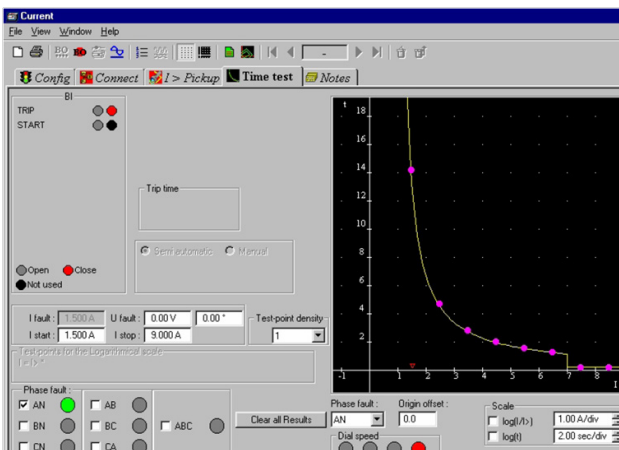 Current
File View Window Help
BO
Config Connect I > Pickup Time test Notes
BI
TRIP
START
Trip time
Semi automatic Manual
Open Close
Not used
I fault : 1.500 A U fault : 0.00 V 0.00 ° Test-point density
I start : 1.500 A I stop : 9.000 A 1
Test-points for the Logarithmical scale
I = I> *
Phase fault :
AN AB
BN BC ABC
CN CA
Clear all Results
t
18
16
14
12
10
8
6
4
2
-1 1 2 3 4 5 6 7 8
I
Phase fault : Origin offset :
AN 0.0
Dial speed
Scale
log(I/I>) 1.00 A/div
log(t) 2.00 sec/div